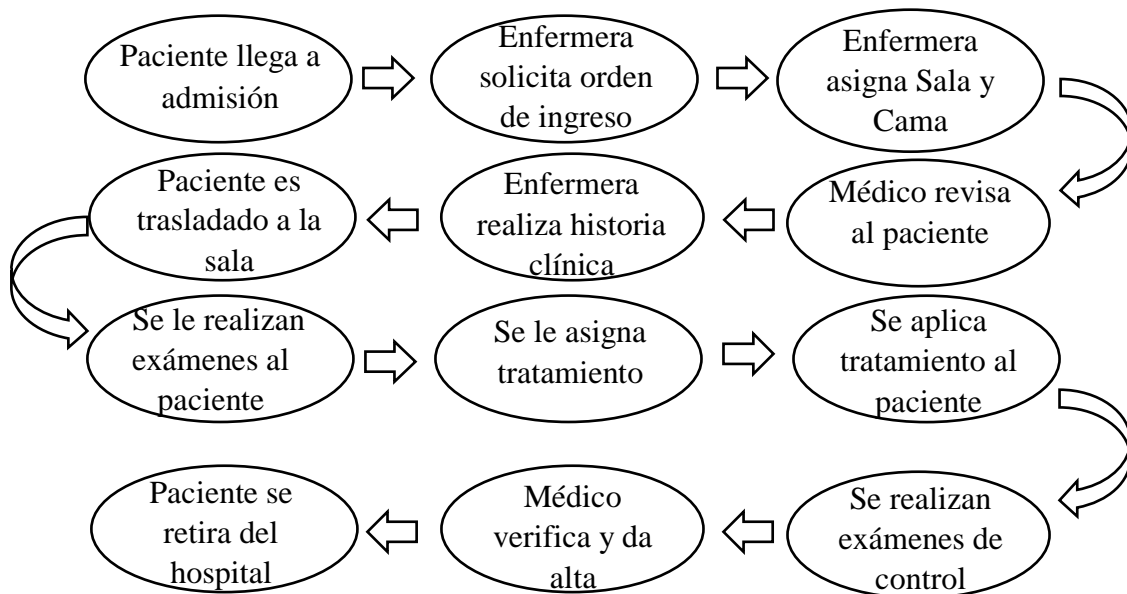 Paciente llega a
admisión
Enfermera
solicita orden
de ingreso
Enfermera
asigna Sala y
Cama
Médico revisa
al paciente
Enfermera
realiza historia
clínica
Paciente es
trasladado a la
sala
Se le realizan
exámenes al
paciente
Se le asigna
tratamiento
Se aplica
tratamiento al
paciente
Se realizan
exámenes de
control
Médico
verifica y da
alta
Paciente se
retira del
hospital